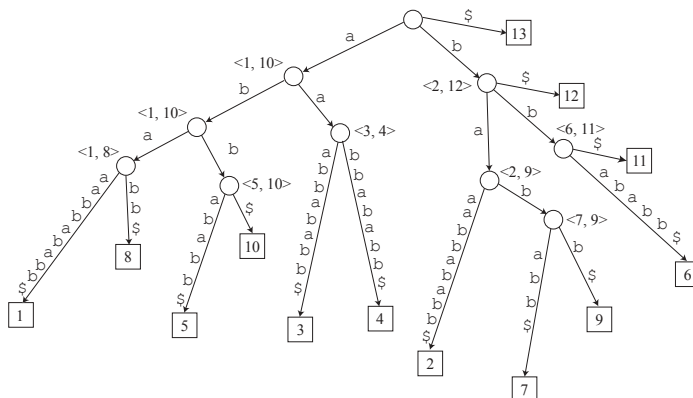 a
b
$
13
<1, 10>
b
a
<2, 12>
$
12
<1, 10>
a
b
<3, 4>
a
b
<6, 11>
$
11
<1, 8>
<5, 10>
<2, 9>
b
<7, 9>
a a b b a b a b b $
b b $
a b a b b $
$
a b b a b a b b $
b b a b a b b $
a a b b a b a b b $
a b b $
b $
a b a b b $
8
10
6
1
5
3
4
9
2
7